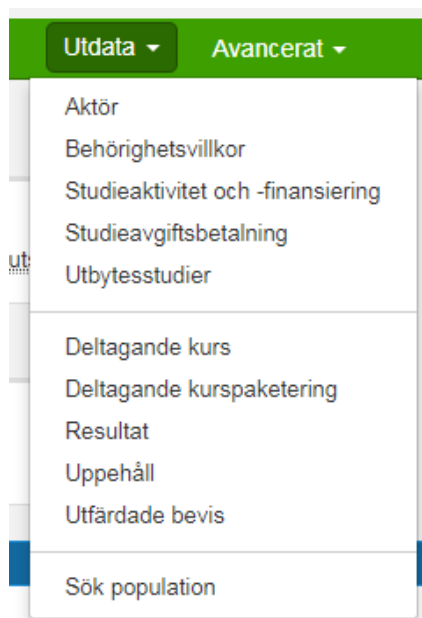 Utdata Avancerat
Aktör
Behörighetsvillkor
Studieaktivitet och -finansiering
Studieavgiftsbetalning
Utbytesstudier
Deltagande kurs
Deltagande kurspaketering
Resultat
Uppehåll
Utfärdade bevis
Sök population